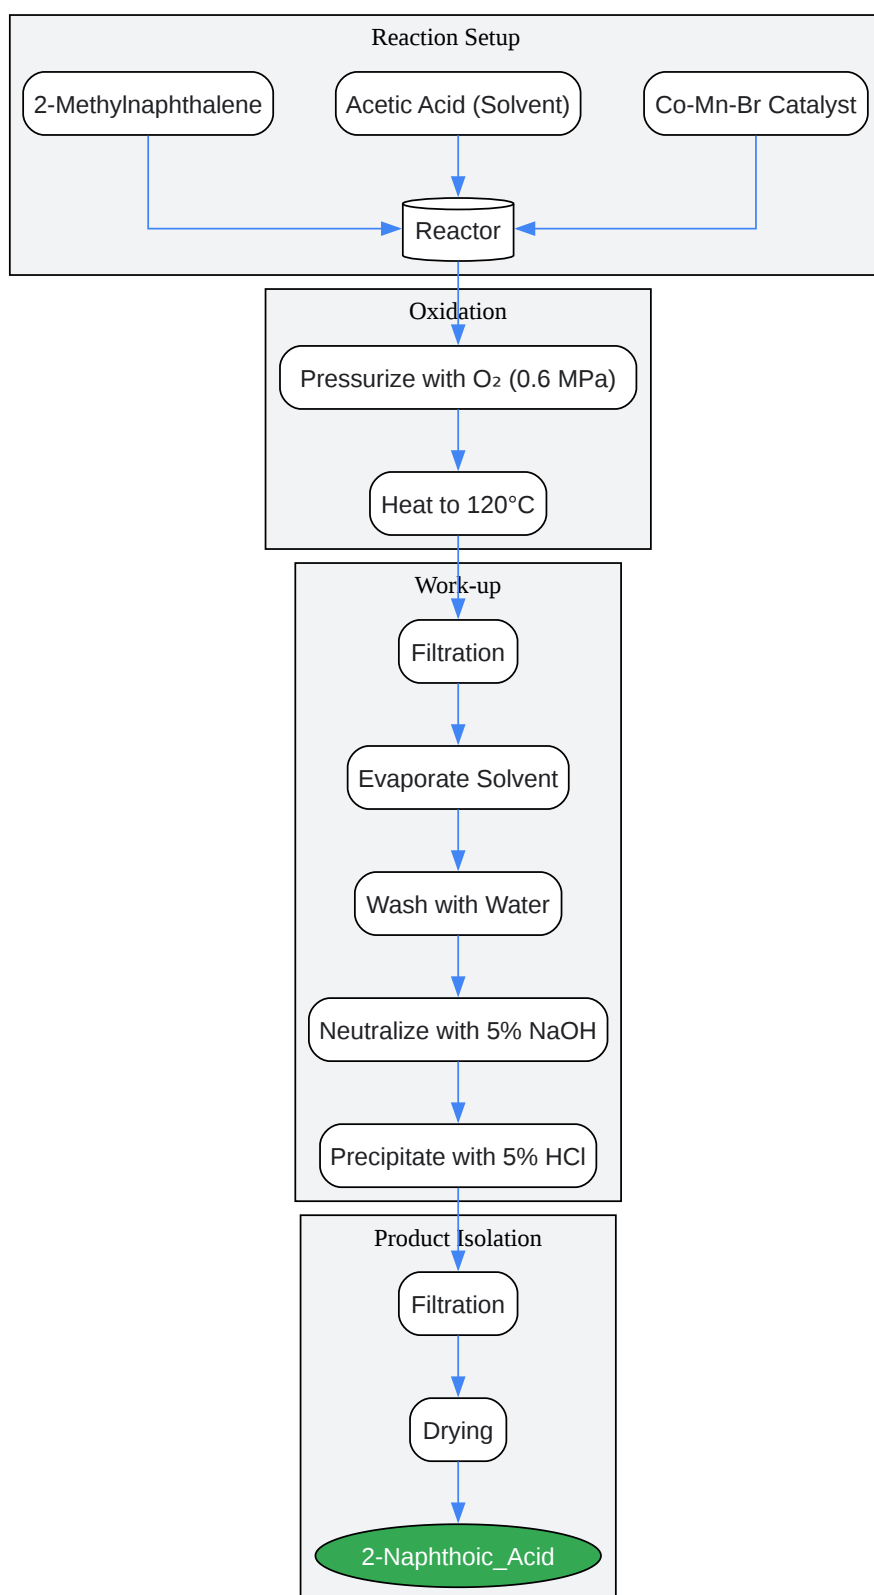 Reaction Setup
2-Methylnaphthalene
Acetic Acid (Solvent)
Co-Mn-Br Catalyst
Reactor
Oxidation
Pressurize with O₂ (0.6 MPa)
Heat to 120°C
Work-up
Filtration
Evaporate Solvent
Wash with Water
Neutralize with 5% NaOH
Precipitate with 5% HCl
Product Isolation
Filtration
Drying
2-Naphthoic_Acid